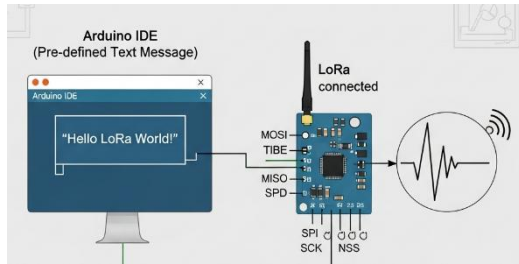 Arduino IDE
(Pre-defined Text Message)
Arduino IDE
"Hello LoRa World!"
LoRa
connected
MOSI
TIBE
MISO
SPD
SPI
SCK
NSS